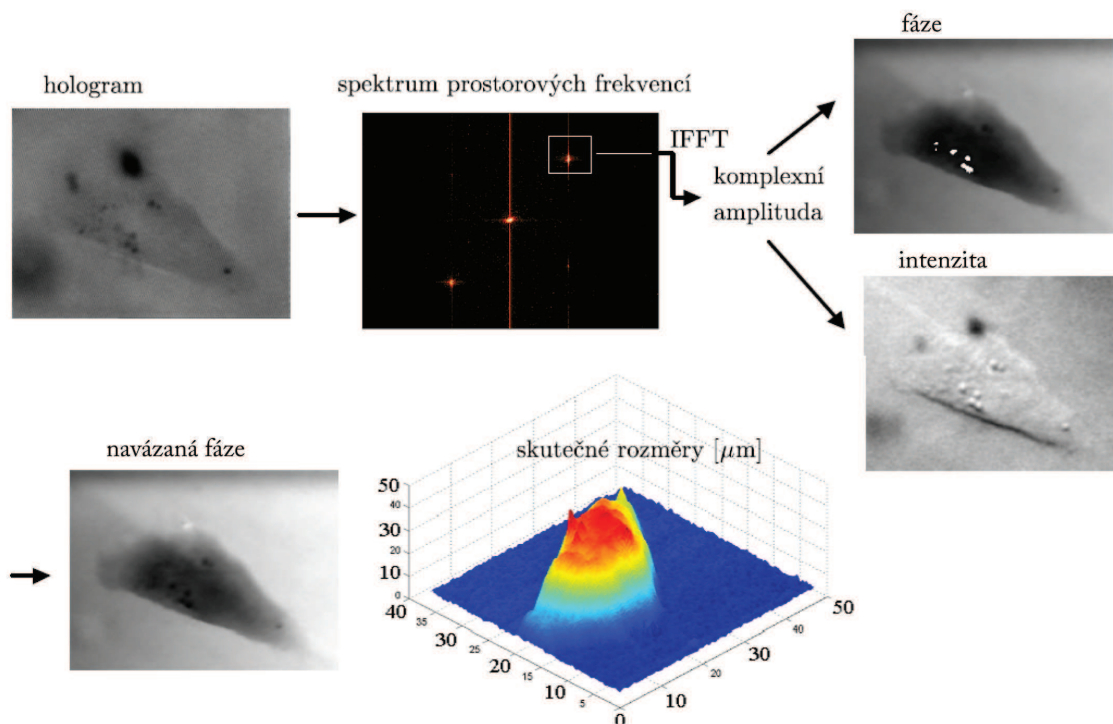 fáze
hologram
spektrum prostorových frekvencí
IFFT
komplexní
amplituda
intenzita
navázaná fáze
skutečné rozměry [μm]
50
40
30
20
10
0
40
35
30
25
20
15
10
5
0
10
20
30
40
50